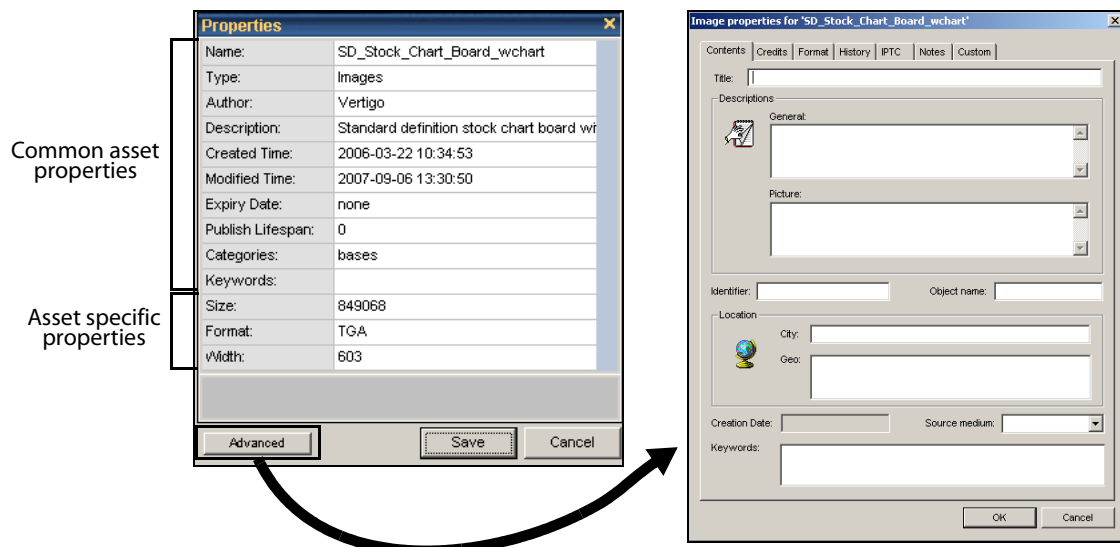 Common asset
properties
Asset specific
properties
Properties
Name: SD_Stock_Chart_Board_wchart
Type: Images
Author: Vertigo
Description: Standard definition stock chart board wi
Created Time: 2006-03-22 10:34:53
Modified Time: 2007-09-06 13:30:50
Expiry Date: none
Publish Lifespan: 0
Categories: bases
Keywords:
Size: 849068
Format: TGA
Width: 603
Advanced Save Cancel
Image properties for 'SD_Stock_Chart_Board_wchart'
Contents Credits Format History IPTC Notes Custom
Title:
Descriptions
General:
Picture:
Identifier: Object name:
Location
City:
Geo:
Creation Date: Source medium:
Keywords:
OK Cancel